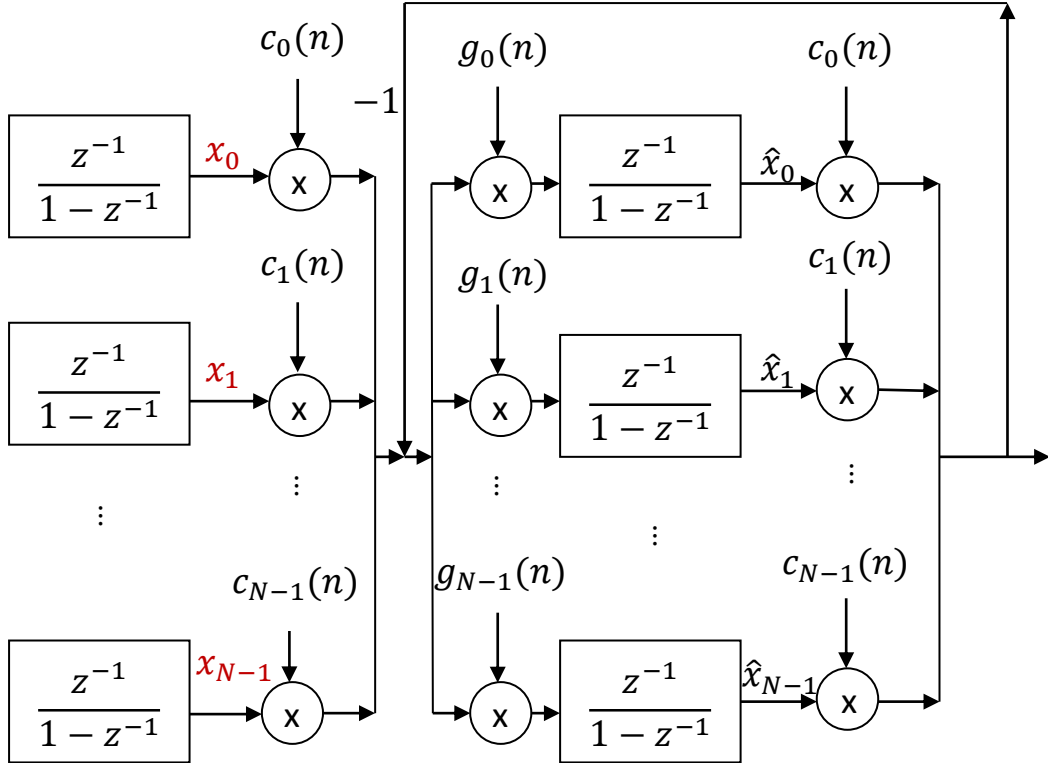 c_0(n)
g_0(n)
c_0(n)
−1
z^{-1}
1 − z^{-1}
x_0
x
x
z^{-1}
1 − z^{-1}
x̂_0
x
c_1(n)
g_1(n)
c_1(n)
z^{-1}
1 − z^{-1}
x_1
x
x
z^{-1}
1 − z^{-1}
x̂_1
x
⋮
⋮
⋮
⋮
⋮
c_{N−1}(n)
g_{N−1}(n)
c_{N−1}(n)
z^{-1}
1 − z^{-1}
x_{N−1}
x
x
z^{-1}
1 − z^{-1}
x̂_{N−1}
x